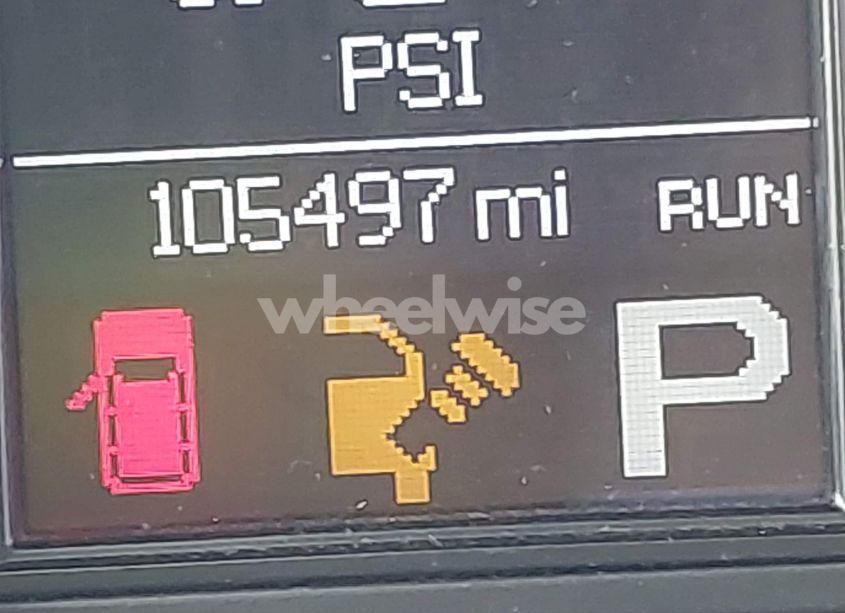 PSI
105497 mi RUN
wheelwise
P